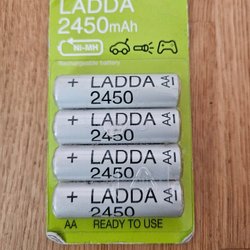 LADDA
2450mAh
Ni-MH
Rechargeable battery
+ LADDA AA
2450
+ LADDA AA
2450
+ LADDA AA
2450
+ LADDA AA
2450
AA READY TO USE